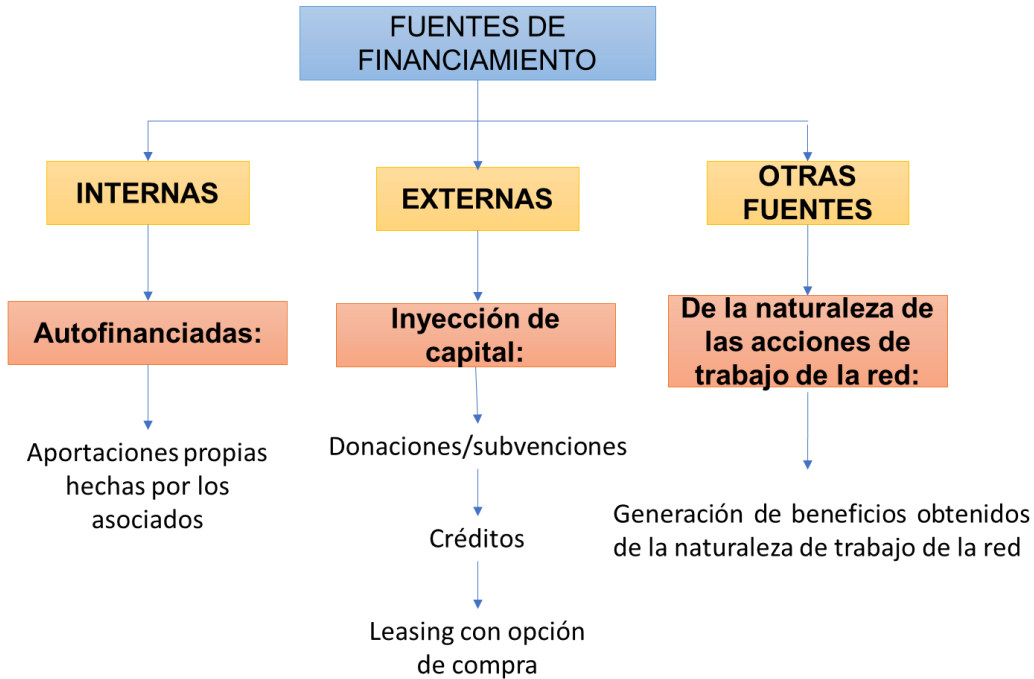 FUENTES DE
FINANCIAMIENTO
INTERNAS
EXTERNAS
OTRAS
FUENTES
Autofinanciadas:
Inyección de
capital:
De la naturaleza de
las acciones de
trabajo de la red:
Aportaciones propias
hechas por los
asociados
Donaciones/subvenciones
Créditos
Leasing con opción
de compra
Generación de beneficios obtenidos
de la naturaleza de trabajo de la red